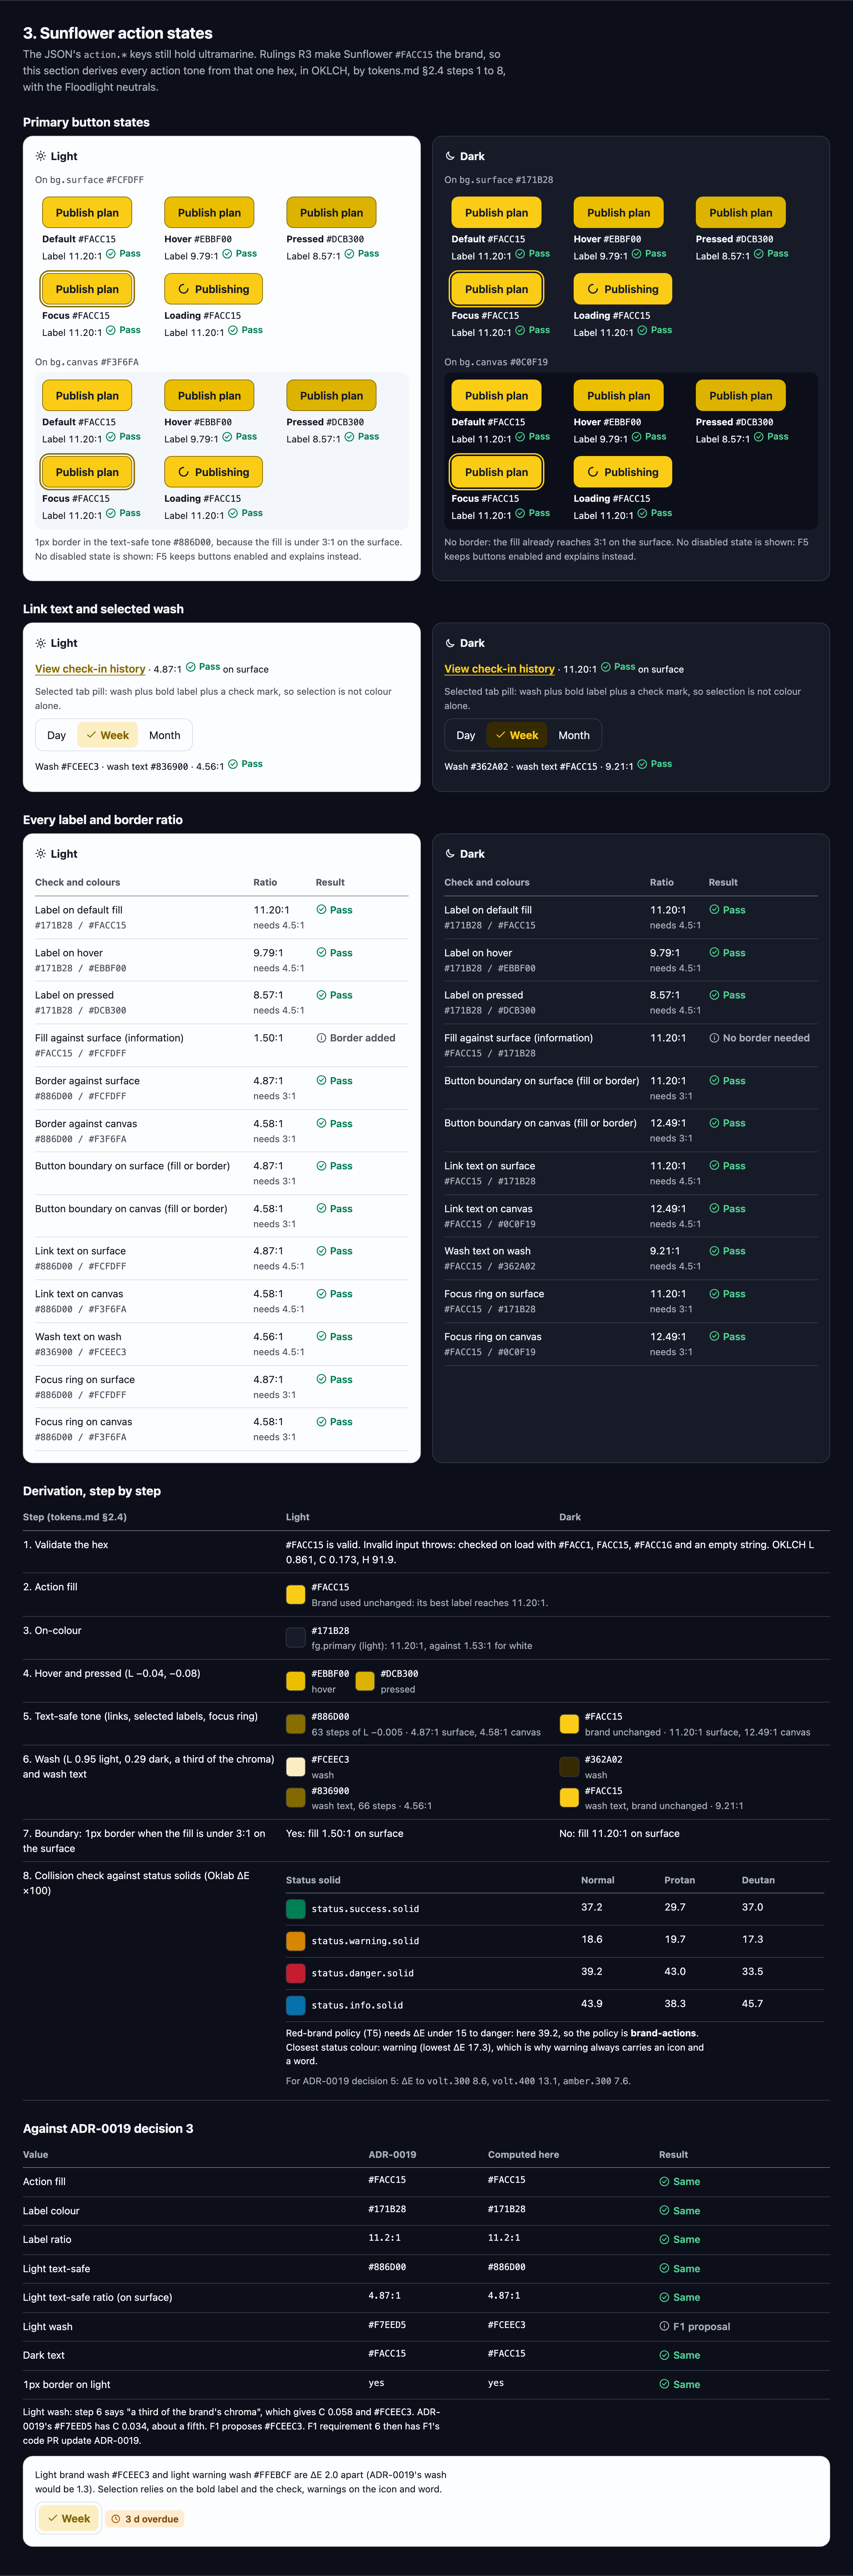 3. Sunflower action states
The JSON's action.* keys still hold ultramarine. Rulings R3 make Sunflower #FACC15 the brand, so
this section derives every action tone from that one hex, in OKLCH, by tokens.md §2.4 steps 1 to 8,
with the Floodlight neutrals.
Primary button states
Light
On bg.surface #FCFDFF
Publish plan
Publish plan
Publish plan
Default #FACC15
Hover #EBBF00
Pressed #DCB300
Label 11.20:1 Pass
Label 9.79:1 Pass
Label 8.57:1 Pass
Publish plan
Publishing
Focus #FACC15
Loading #FACC15
Label 11.20:1 Pass
Label 11.20:1 Pass
On bg.canvas #F3F6FA
Publish plan
Publish plan
Publish plan
Default #FACC15
Hover #EBBF00
Pressed #DCB300
Label 11.20:1 Pass
Label 9.79:1 Pass
Label 8.57:1 Pass
Publish plan
Publishing
Focus #FACC15
Loading #FACC15
Label 11.20:1 Pass
Label 11.20:1 Pass
1px border in the text-safe tone #886D00, because the fill is under 3:1 on the surface.
No disabled state is shown: F5 keeps buttons enabled and explains instead.
Dark
On bg.surface #171B28
Publish plan
Publish plan
Publish plan
Default #FACC15
Hover #EBBF00
Pressed #DCB300
Label 11.20:1 Pass
Label 9.79:1 Pass
Label 8.57:1 Pass
Publish plan
Publishing
Focus #FACC15
Loading #FACC15
Label 11.20:1 Pass
Label 11.20:1 Pass
On bg.canvas #0C0F19
Publish plan
Publish plan
Publish plan
Default #FACC15
Hover #EBBF00
Pressed #DCB300
Label 11.20:1 Pass
Label 9.79:1 Pass
Label 8.57:1 Pass
Publish plan
Publishing
Focus #FACC15
Loading #FACC15
Label 11.20:1 Pass
Label 11.20:1 Pass
No border: the fill already reaches 3:1 on the surface. No disabled state is shown: F5
keeps buttons enabled and explains instead.
Link text and selected wash
Light
View check-in history · 4.87:1 Pass on surface
Selected tab pill: wash plus bold label plus a check mark, so selection is not colour
alone.
Day Week Month
Wash #FCEEC3 · wash text #836900 · 4.56:1 Pass
Dark
View check-in history · 11.20:1 Pass on surface
Selected tab pill: wash plus bold label plus a check mark, so selection is not colour
alone.
Day Week Month
Wash #362A02 · wash text #FACC15 · 9.21:1 Pass
Every label and border ratio
Light
Check and colours Ratio Result
Label on default fill 11.20:1 Pass
#171B28 / #FACC15 needs 4.5:1
Label on hover 9.79:1 Pass
#171B28 / #EBBF00 needs 4.5:1
Label on pressed 8.57:1 Pass
#171B28 / #DCB300 needs 4.5:1
Fill against surface (information) 1.50:1 Border added
#FACC15 / #FCFDFF
Border against surface 4.87:1 Pass
#886D00 / #FCFDFF needs 3:1
Border against canvas 4.58:1 Pass
#886D00 / #F3F6FA needs 3:1
Button boundary on surface (fill or border) 4.87:1 Pass
needs 3:1
Button boundary on canvas (fill or border) 4.58:1 Pass
needs 3:1
Link text on surface 4.87:1 Pass
#886D00 / #FCFDFF needs 4.5:1
Link text on canvas 4.58:1 Pass
#886D00 / #F3F6FA needs 4.5:1
Wash text on wash 4.56:1 Pass
#836900 / #FCEEC3 needs 4.5:1
Focus ring on surface 4.87:1 Pass
#886D00 / #FCFDFF needs 3:1
Focus ring on canvas 4.58:1 Pass
#886D00 / #F3F6FA needs 3:1
Dark
Check and colours Ratio Result
Label on default fill 11.20:1 Pass
#171B28 / #FACC15 needs 4.5:1
Label on hover 9.79:1 Pass
#171B28 / #EBBF00 needs 4.5:1
Label on pressed 8.57:1 Pass
#171B28 / #DCB300 needs 4.5:1
Fill against surface (information) 11.20:1 No border needed
#FACC15 / #171B28
Button boundary on surface (fill or border) 11.20:1 Pass
needs 3:1
Button boundary on canvas (fill or border) 12.49:1 Pass
needs 3:1
Link text on surface 11.20:1 Pass
#FACC15 / #171B28 needs 4.5:1
Link text on canvas 12.49:1 Pass
#FACC15 / #0C0F19 needs 4.5:1
Wash text on wash 9.21:1 Pass
#FACC15 / #362A02 needs 4.5:1
Focus ring on surface 11.20:1 Pass
#FACC15 / #171B28 needs 3:1
Focus ring on canvas 12.49:1 Pass
#FACC15 / #0C0F19 needs 3:1
Derivation, step by step
Step (tokens.md §2.4) Light Dark
1. Validate the hex #FACC15 is valid. Invalid input throws: checked on load with #FACC1, FACC15, #FACC1G and an empty string. OKLCH L
0.861, C 0.173, H 91.9.
2. Action fill #FACC15
Brand used unchanged: its best label reaches 11.20:1.
3. On-colour #171B28
fg.primary (light): 11.20:1, against 1.53:1 for white
4. Hover and pressed (L −0.04, −0.08) #EBBF00 #DCB300
hover pressed
5. Text-safe tone (links, selected labels, focus ring) #886D00 #FACC15
63 steps of L −0.005 · 4.87:1 surface, 4.58:1 canvas brand unchanged · 11.20:1 surface, 12.49:1 canvas
6. Wash (L 0.95 light, 0.29 dark, a third of the chroma) #FCEEC3 #362A02
and wash text wash wash
#836900 #FACC15
wash text, 66 steps · 4.56:1 wash text, brand unchanged · 9.21:1
7. Boundary: 1px border when the fill is under 3:1 on Yes: fill 1.50:1 on surface No: fill 11.20:1 on surface
the surface
8. Collision check against status solids (Oklab ΔE
×100)
Status solid Normal Protan Deutan
status.success.solid 37.2 29.7 37.0
status.warning.solid 18.6 19.7 17.3
status.danger.solid 39.2 43.0 33.5
status.info.solid 43.9 38.3 45.7
Red-brand policy (T5) needs ΔE under 15 to danger: here 39.2, so the policy is brand-actions.
Closest status colour: warning (lowest ΔE 17.3), which is why warning always carries an icon and
a word.
For ADR-0019 decision 5: ΔE to volt.300 8.6, volt.400 13.1, amber.300 7.6.
Against ADR-0019 decision 3
Value ADR-0019 Computed here Result
Action fill #FACC15 #FACC15 Same
Label colour #171B28 #171B28 Same
Label ratio 11.2:1 11.2:1 Same
Light text-safe #886D00 #886D00 Same
Light text-safe ratio (on surface) 4.87:1 4.87:1 Same
Light wash #F7EED5 #FCEEC3 F1 proposal
Dark text #FACC15 #FACC15 Same
1px border on light yes yes Same
Light wash: step 6 says "a third of the brand's chroma", which gives C 0.058 and #FCEEC3. ADR-
0019's #F7EED5 has C 0.034, about a fifth. F1 proposes #FCEEC3. F1 requirement 6 then has F1's
code PR update ADR-0019.
Light brand wash #FCEEC3 and light warning wash #FFEBCF are ΔE 2.0 apart (ADR-0019's wash
would be 1.3). Selection relies on the bold label and the check, warnings on the icon and word.
Week 3 d overdue